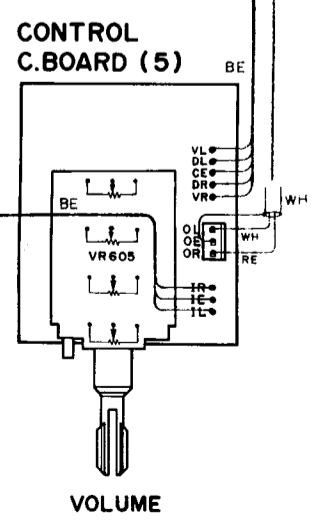 CONTROL
C.BOARD (5)
BE
VL
DL
CE
DR
VR
WH
BE
OL
OE
OR
WH
RE
VR605
IR
IE
IL
VOLUME